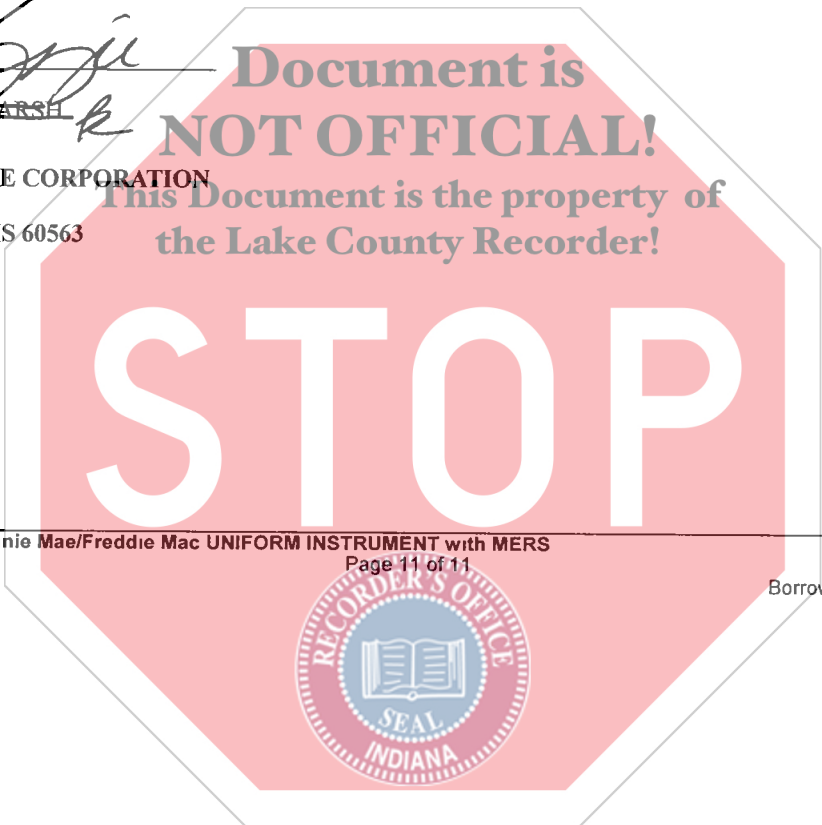 Document is
ARSH
NOT OFFICIAL!
E CORPORATION
This Document is the property of
S 60563
the Lake County Recorder!
STOP
nie Mae/Freddie Mac UNIFORM INSTRUMENT with MERS
Page 11 of 11
Borrow
RECORDER'S OFFICE
SEAL
INDIANA